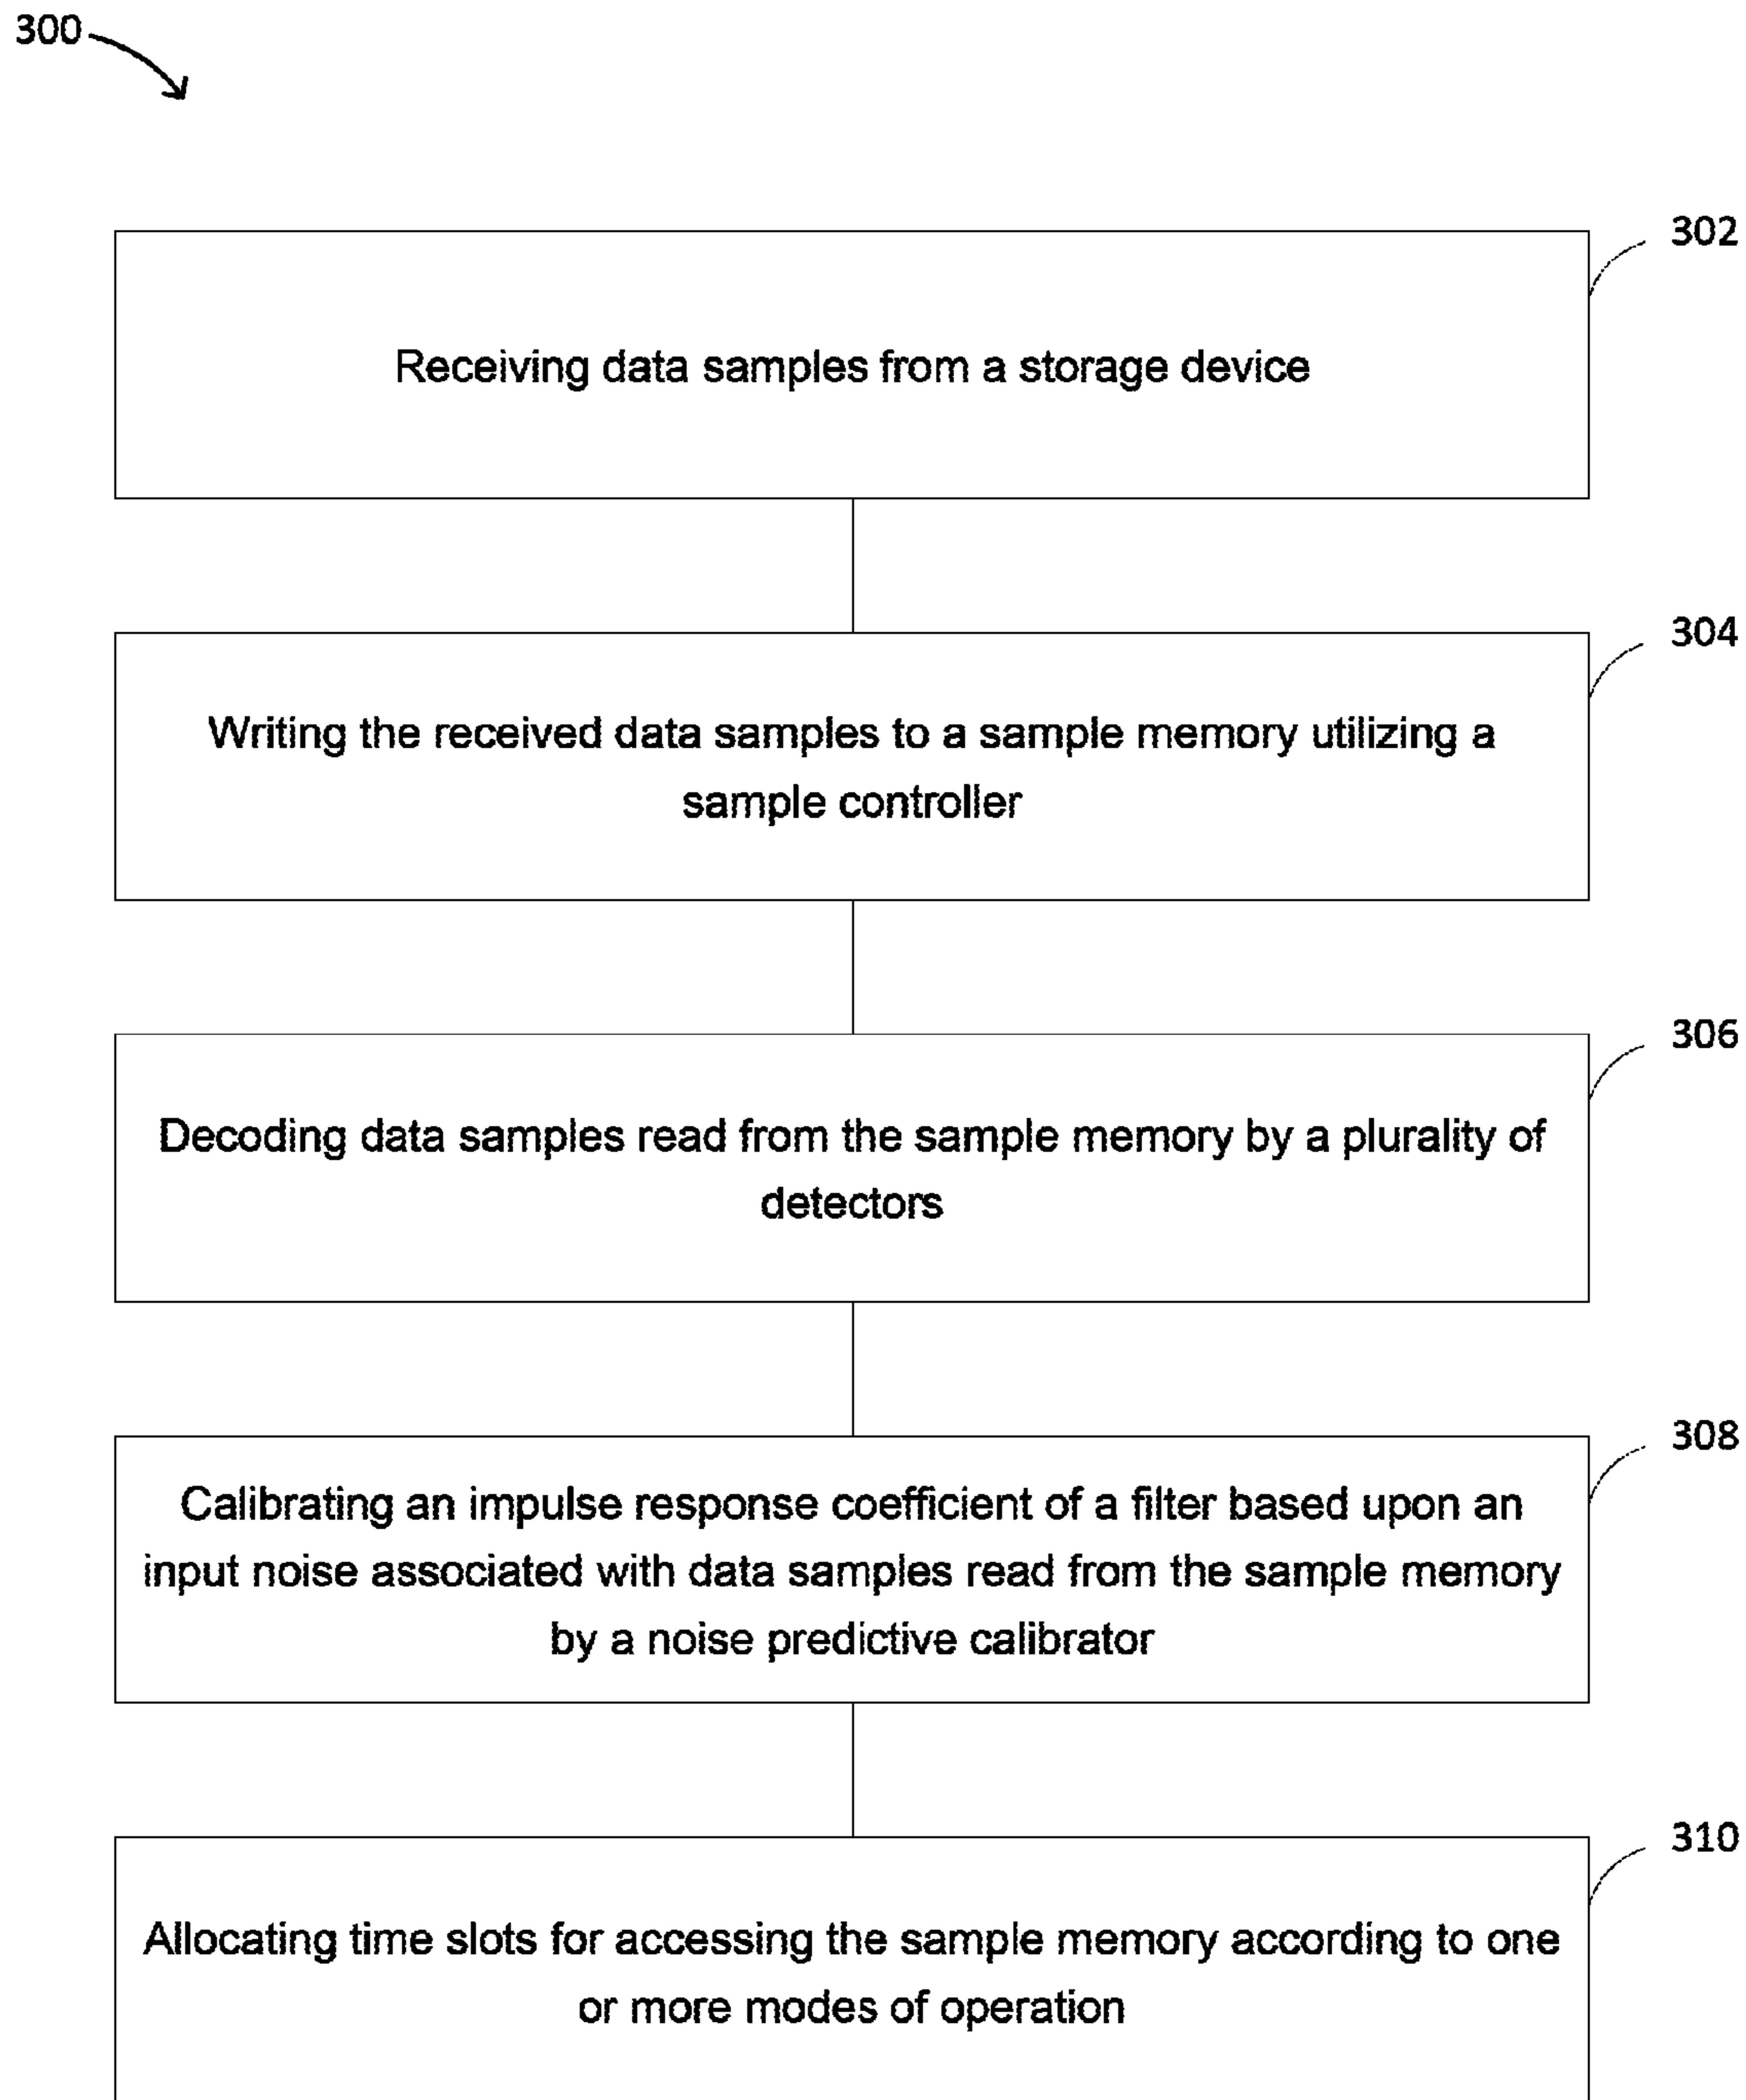 300
302
Receiving data samples from a storage device
304
Writing the received data samples to a sample memory utilizing a
sample controller
306
Decoding data samples read from the sample memory by a plurality of
detectors
308
Calibrating an impulse response coefficient of a filter based upon an
input noise associated with data samples read from the sample memory
by a noise predictive calibrator
310
Allocating time slots for accessing the sample memory according to one
or more modes of operation